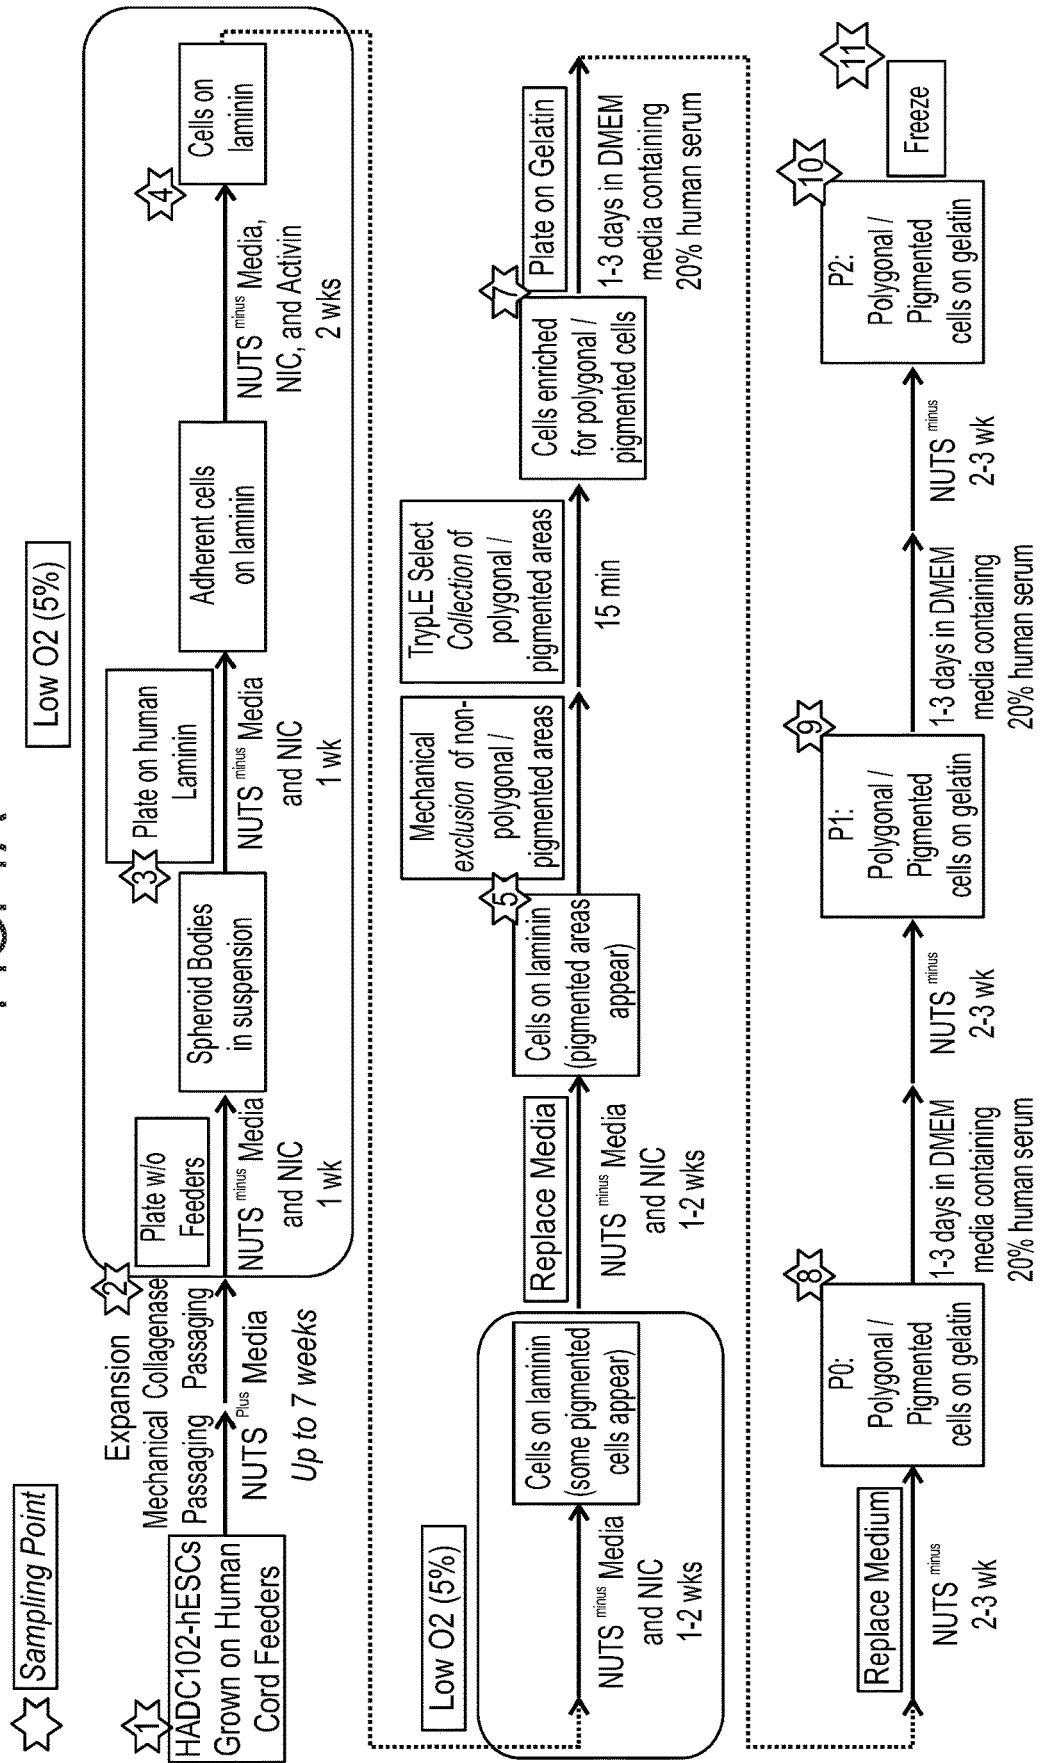 Sampling Point
Low O2 (5%)
1
HADC102-hESCs
Grown on Human
Cord Feeders
Expansion
Mechanical Collagenase
Passaging Passaging
NUTS Plus Media
Up to 7 weeks
2
Plate w/o
Feeders
NUTS minus Media
and NIC
1 wk
Spheroid Bodies
in suspension
3
Plate on human
Laminin
NUTS minus Media
and NIC
1 wk
Adherent cells
on laminin
NUTS minus Media,
NIC, and Activin
2 wks
4
Cells on
laminin
Low O2 (5%)
NUTS minus Media
and NIC
1-2 wks
Cells on laminin
(some pigmented
cells appear)
Replace Media
NUTS minus Media
and NIC
1-2 wks
5
Cells on laminin
(pigmented areas
appear)
Mechanical
exclusion of non-
polygonal /
pigmented areas
TrypLE Select
Collection of
polygonal /
pigmented areas
15 min
Cells enriched
for polygonal /
pigmented cells
7
Plate on Gelatin
1-3 days in DMEM
media containing
20% human serum
Replace Medium
NUTS minus
2-3 wk
8
P0:
Polygonal /
Pigmented
cells on gelatin
1-3 days in DMEM
media containing
20% human serum
NUTS minus
2-3 wk
9
P1:
Polygonal /
Pigmented
cells on gelatin
1-3 days in DMEM
media containing
20% human serum
NUTS minus
2-3 wk
10
P2:
Polygonal /
Pigmented
cells on gelatin
11
Freeze